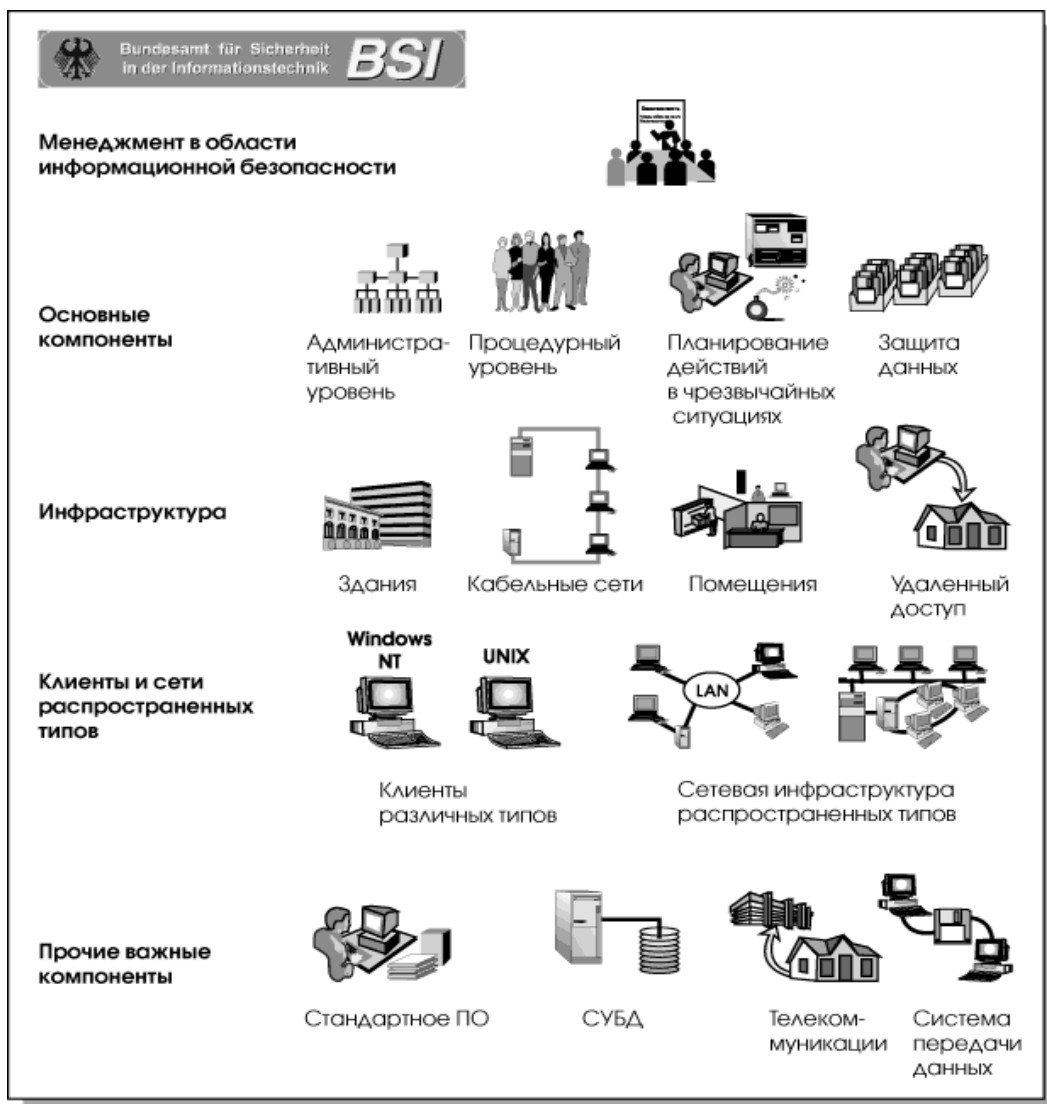 Bundesamt für Sicherheit
in der Informationstechnik
BSI
Менеджмент в области
информационной безопасности
Безопасность
Основные
компоненты
Администра-
тивный
уровень
Процедурный
уровень
Планирование
действий
в чрезвычайных
ситуациях
Защита
данных
Инфраструктура
Здания
Кабельные сети
Помещения
Удаленный
доступ
Клиенты и сети
распространенных
типов
Windows
NT
UNIX
LAN
Клиенты
различных типов
Сетевая инфраструктура
распространенных типов
Прочие важные
компоненты
Стандартное ПО
СУБД
Телеком-
муникации
Система
передачи
данных